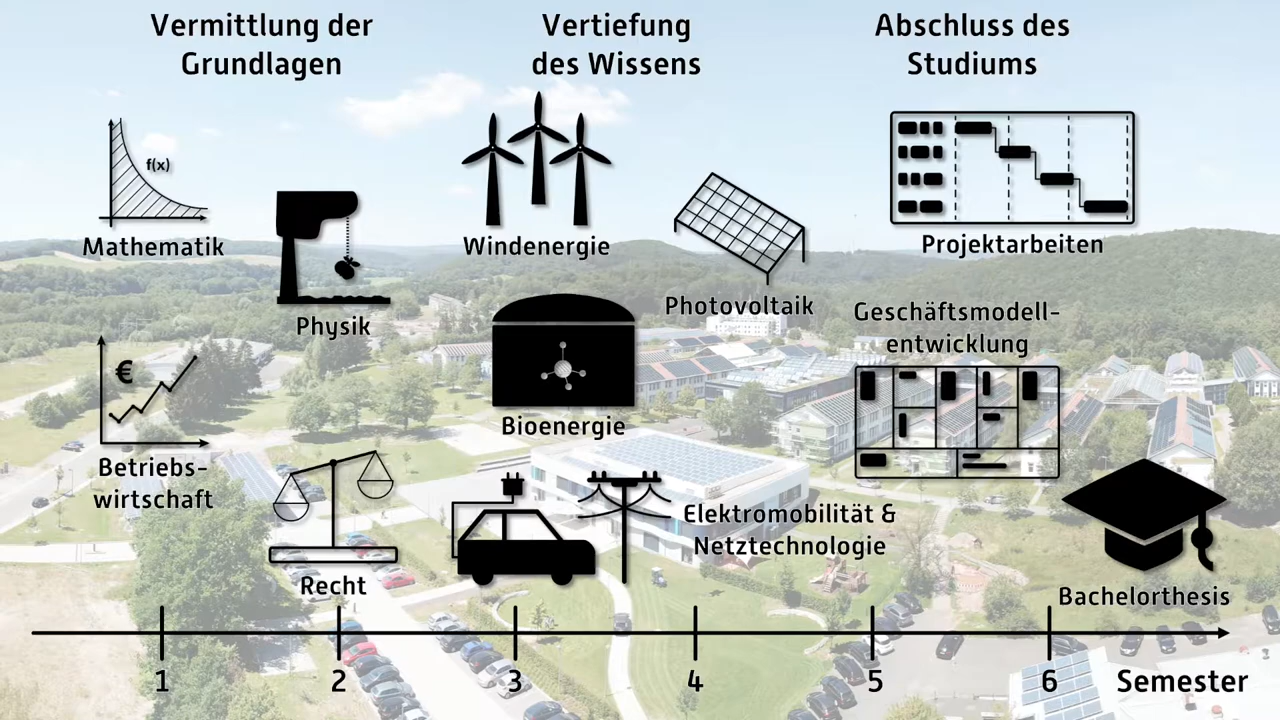 Vermittlung der
Grundlagen
Vertiefung
des Wissens
Abschluss des
Studiums
f(x)
Mathematik
Physik
€
Betriebs-
wirtschaft
Recht
Windenergie
Photovoltaik
Bioenergie
Elektromobilität &
Netztechnologie
Projektarbeiten
Geschäftsmodell-
entwicklung
Bachelorthesis
1 2 3 4 5 6 Semester